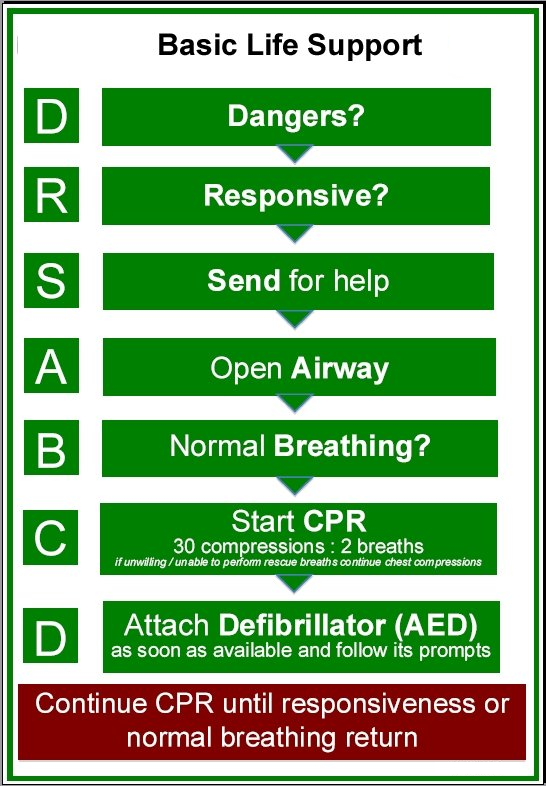 Basic Life Support
D
Dangers?
R
Responsive?
S
Send for help
A
Open Airway
B
Normal Breathing?
C
Start CPR
30 compressions : 2 breaths
if unwilling / unable to perform rescue breaths continue chest compressions
D
Attach Defibrillator (AED)
as soon as available and follow its prompts
Continue CPR until responsiveness or
normal breathing return